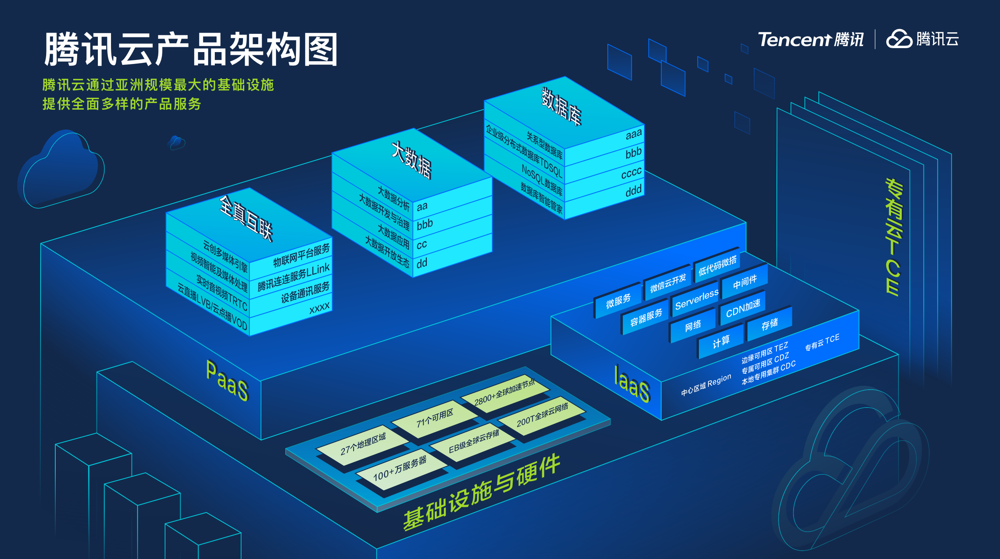 腾讯云产品架构图
Tencent腾讯
腾讯云
腾讯云通过亚洲规模最大的基础设施
提供全面多样的产品服务
数据库
关系型数据库
企业级分布式数据库TDSQL
NoSQL数据库
数据库智能管家
aaa
bbb
cccc
ddd
大数据
大数据分析
大数据开发与治理
大数据应用
大数据开放生态
aa
bbb
cc
dd
全真互联
云创多媒体引擎
视频智能及媒体处理
实时音视频TRTC
云直播LVB/云点播VOD
物联网平台服务
腾讯连连服务LLink
设备通讯服务
xxxx
PaaS
专有云TCE
低代码微搭
微信云开发
微服务
中间件
Serverless
容器服务
CDN加速
网络
存储
计算
IaaS
中心区域 Region
边缘可用区 TEZ
专属可用区 CDZ
本地专用集群 CDC
专有云 TCE
2800+全球加速节点
71个可用区
27个地理区域
200T全球云网络
EB级全球云存储
100+万服务器
基础设施与硬件